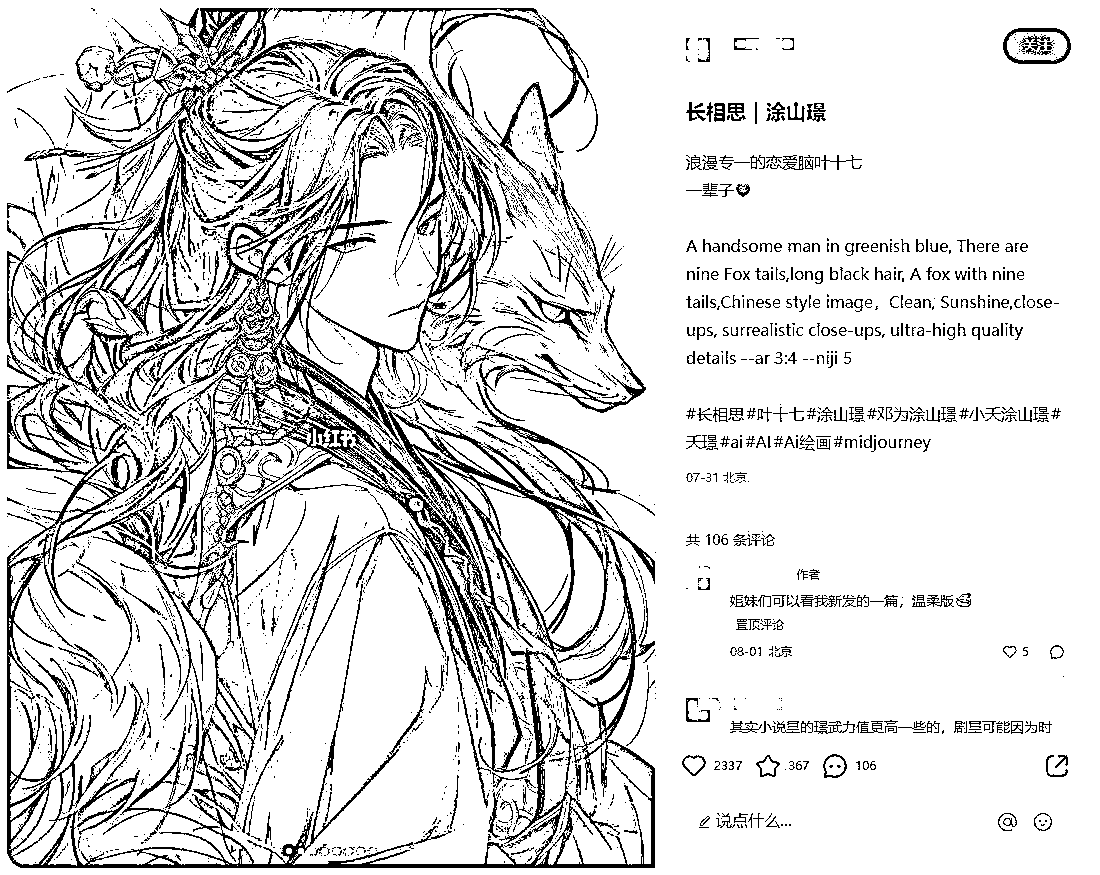 小红书
关注
长相思 | 涂山璟
浪漫专一的恋爱脑叶十七
一辈子
A handsome man in greenish blue, There are
nine Fox tails,long black hair, A fox with nine
tails,Chinese style image，Clean, Sunshine,close-
ups, surrealistic close-ups, ultra-high quality
details --ar 3:4 --niji 5
#长相思#叶十七#涂山璟#邓为涂山璟#小夭涂山璟#
夭璟#ai#AI#Ai绘画#midjourney
07-31 北京
共 106 条评论
作者
姐妹们可以看我新发的一篇，温柔版
置顶评论
08-01 北京
5
其实小说里的璟武力值更高一些的，剧里可能因为时
2337 367 106
说点什么...